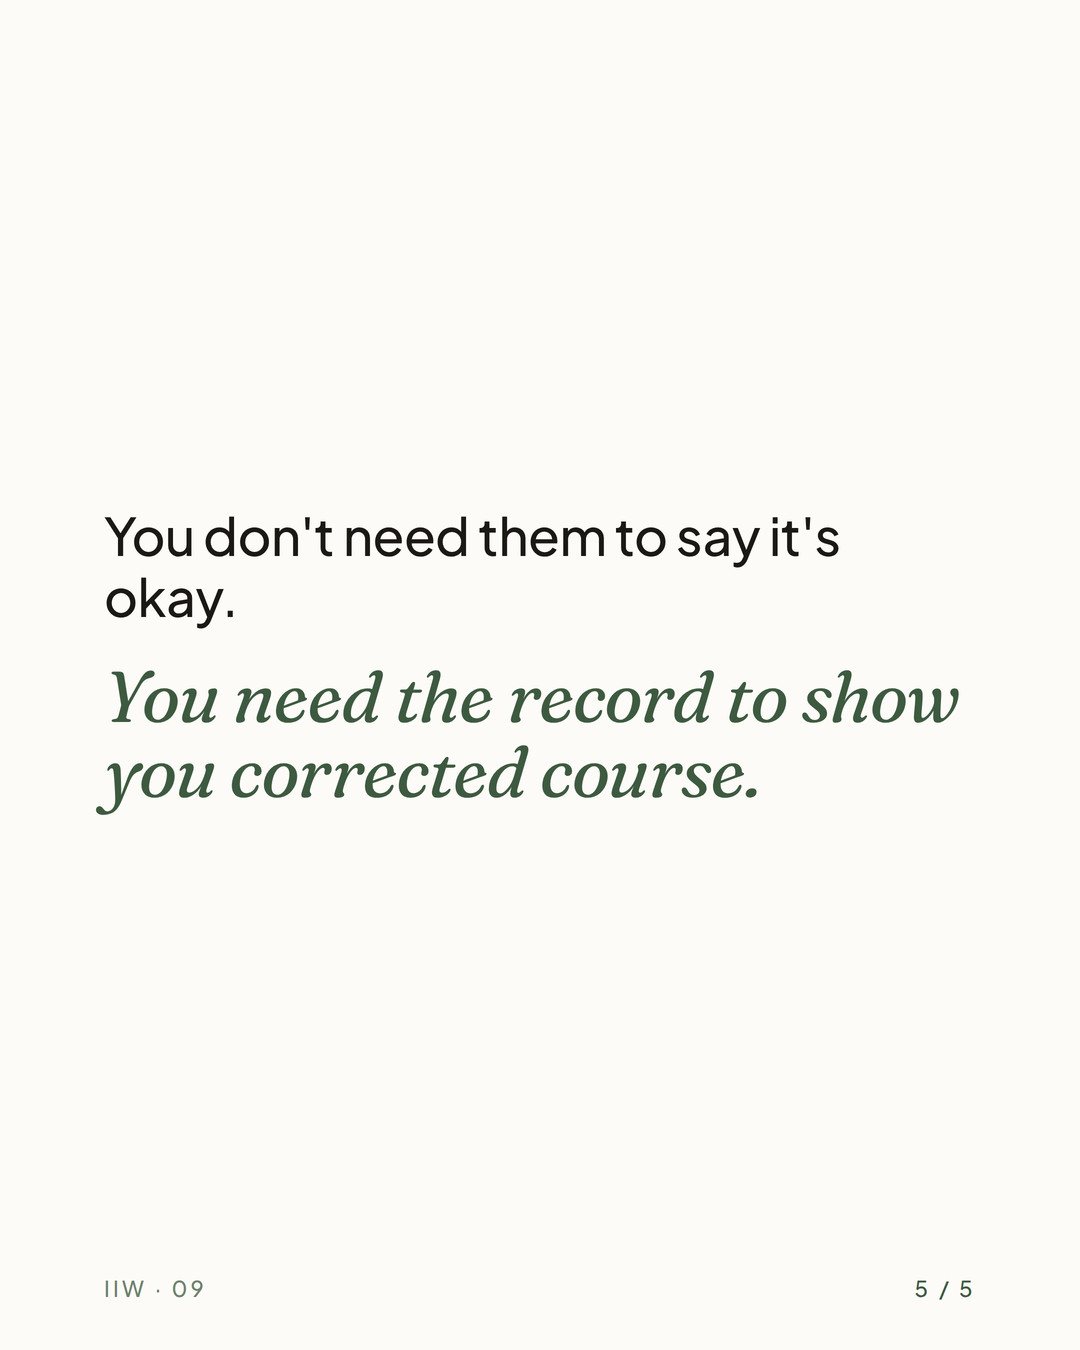 You don't need them to say it's
okay.
You need the record to show
you corrected course.
IIW · 09
5 / 5